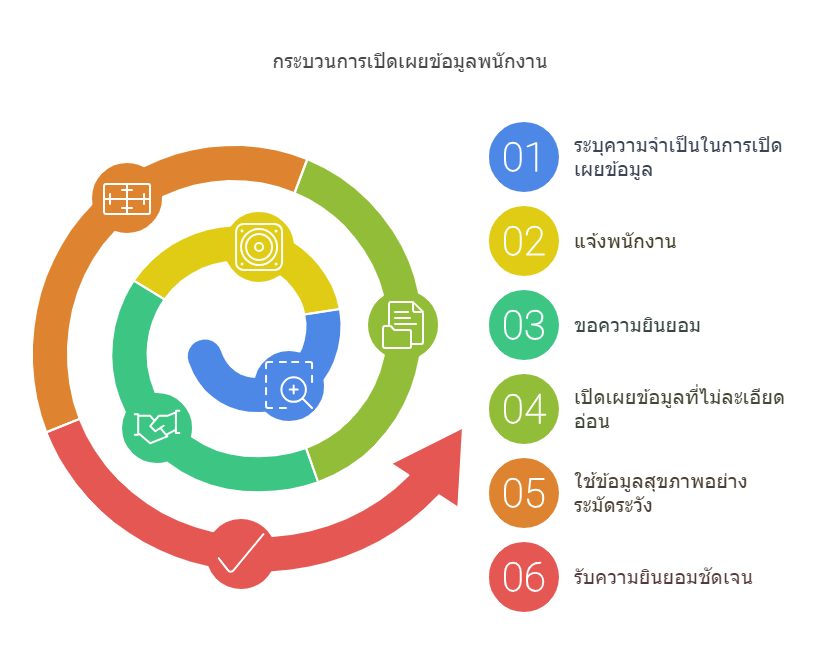 กระบวนการเปิดเผยข้อมูลพนักงาน
01
ระบุความจำเป็นในการเปิด
เผยข้อมูล
02
แจ้งพนักงาน
03
ขอความยินยอม
04
เปิดเผยข้อมูลที่ไม่ละเอียด
อ่อน
05
ใช้ข้อมูลสุขภาพอย่าง
ระมัดระวัง
06
รับความยินยอมชัดเจน